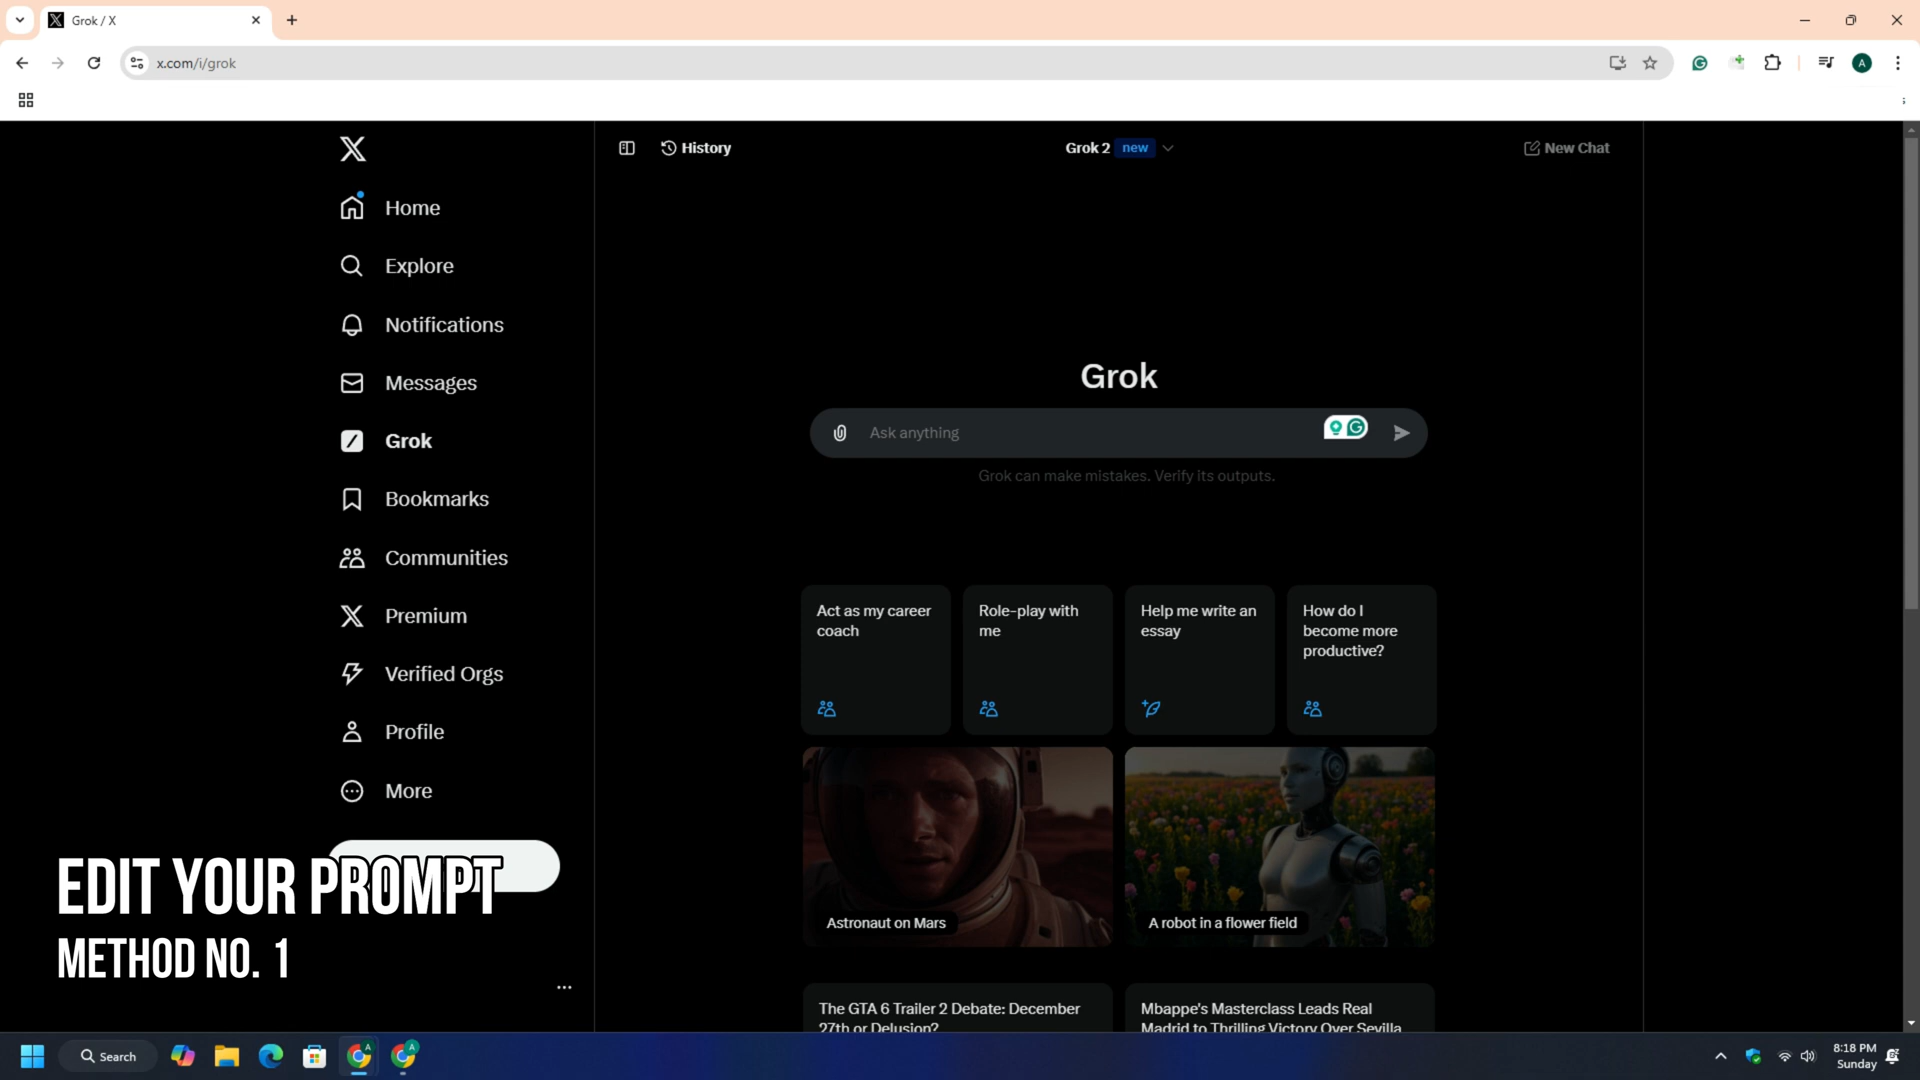 Grok / X
x.com/i/grok
A
Home
Explore
Notifications
Messages
Grok
Bookmarks
Communities
Premium
Verified Orgs
Profile
More
History
Grok 2 new
New Chat
Grok
Ask anything
Grok can make mistakes. Verify its outputs.
Act as my career
coach
Role-play with
me
Help me write an
essay
How do I
become more
productive?
Astronaut on Mars
A robot in a flower field
The GTA 6 Trailer 2 Debate: December
27th or Delusion?
Mbappe's Masterclass Leads Real
Madrid to Thrilling Victory Over Sevilla
EDIT YOUR PROMPT
METHOD NO. 1
Search
A
A
8:18 PM
Sunday